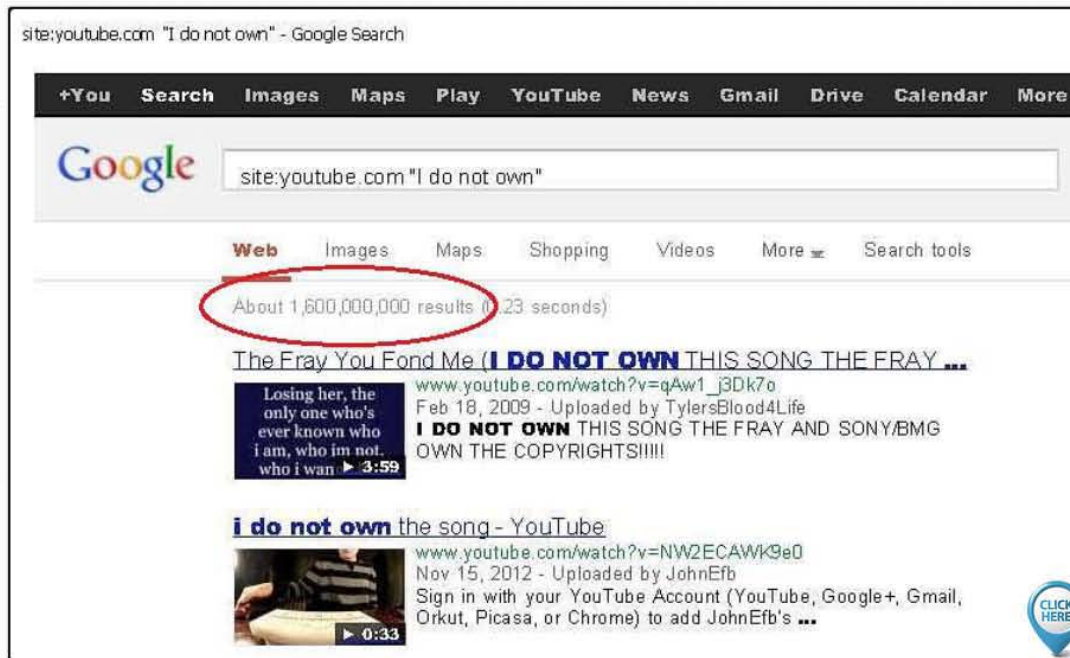 site:youtube.com "I do not own" - Google Search
+You Search Images Maps Play YouTube News Gmail Drive Calendar More
Google
site:youtube.com "I do not own"
Web Images Maps Shopping Videos More Search tools
About 1,600,000,000 results (0.23 seconds)
The Fray You Fond Me (I DO NOT OWN THIS SONG THE FRAY ...
www.youtube.com/watch?v=qAw1_j3Dk7o
Feb 18, 2009 - Uploaded by TylersBlood4Life
I DO NOT OWN THIS SONG THE FRAY AND SONY/BMG
OWN THE COPYRIGHTS!!!!!
Losing her, the
only one who's
ever known who
i am, who im not,
who i wan
3:59
i do not own the song - YouTube
www.youtube.com/watch?v=NW2ECAWK9e0
Nov 15, 2012 - Uploaded by JohnEfb
Sign in with your YouTube Account (YouTube, Google+, Gmail,
Orkut, Picasa, or Chrome) to add JohnEfb's ...
0:33
CLICK
HERE